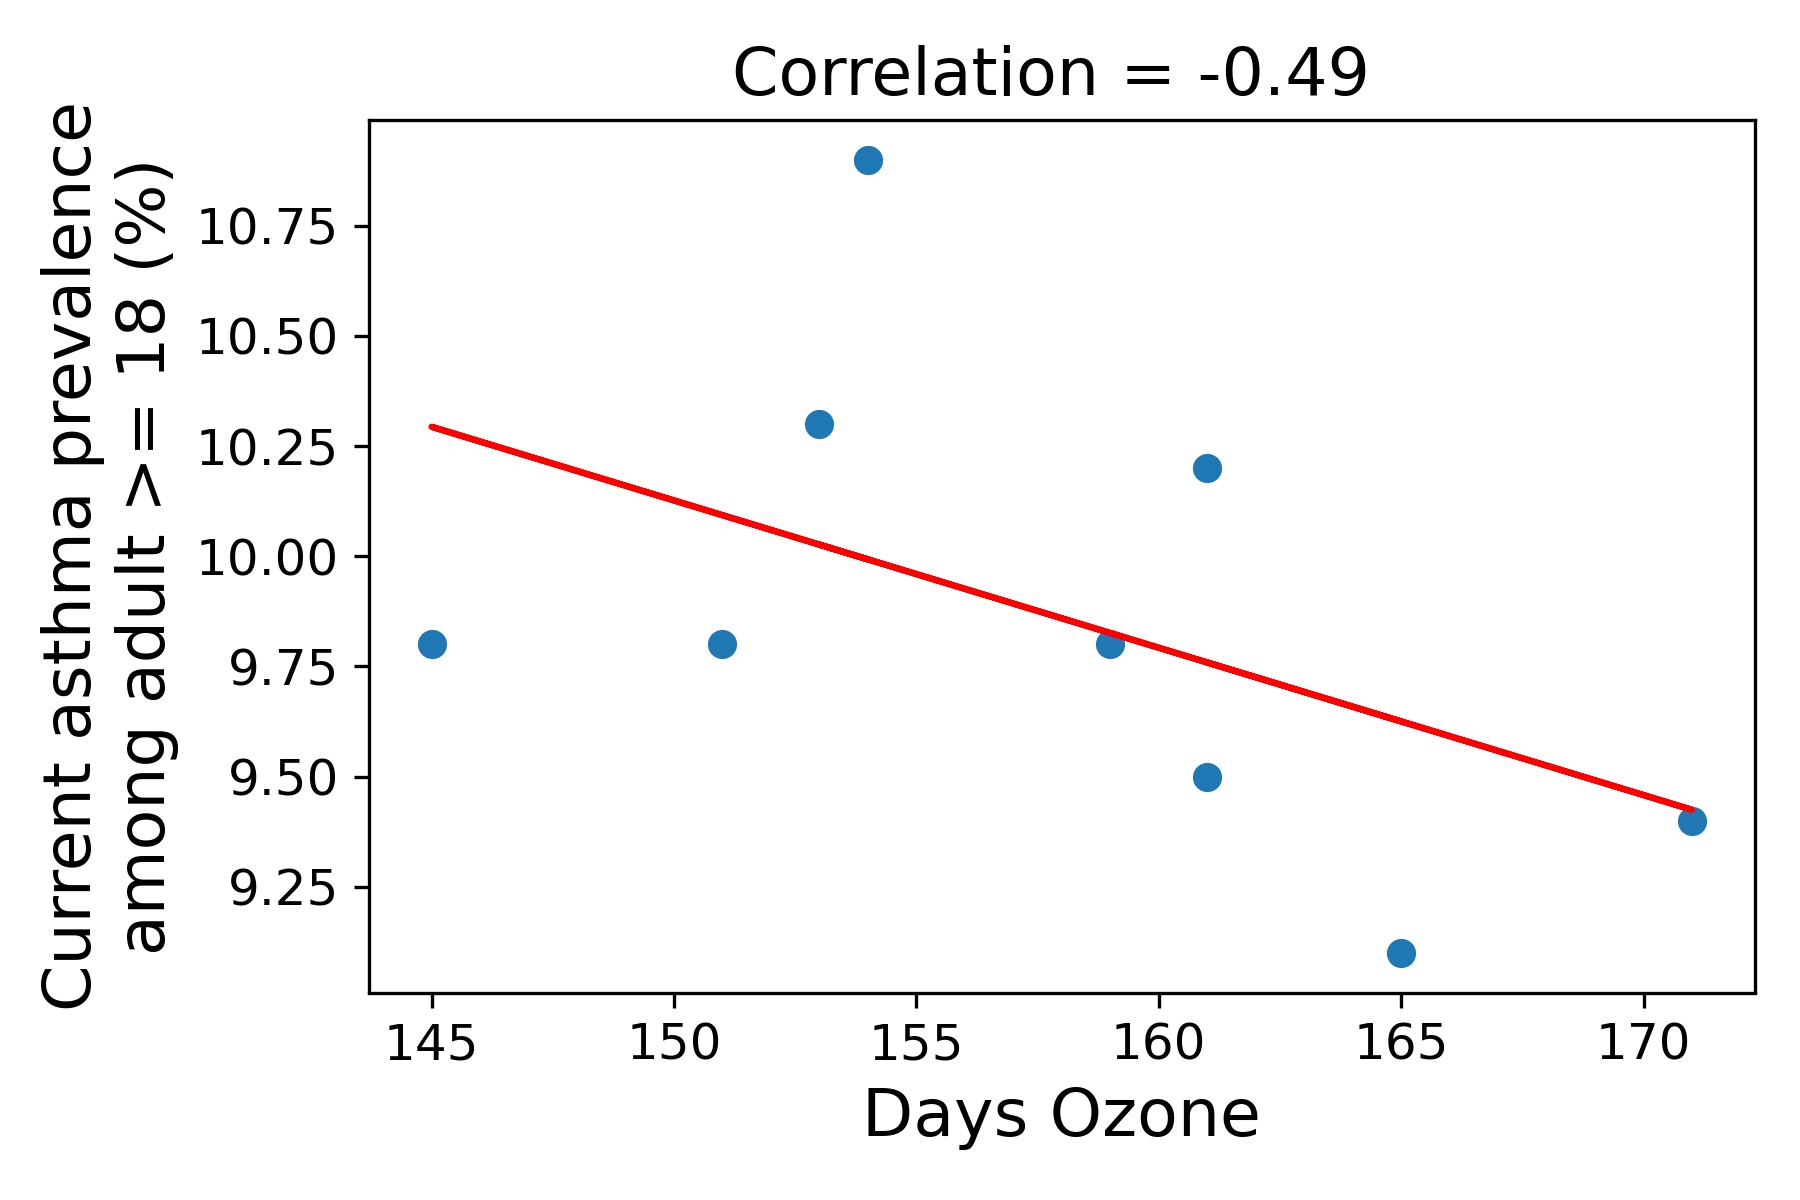 Correlation = -0.49
Current asthma prevalence
among adult >= 18 (%)
10.75
10.50
10.25
10.00
9.75
9.50
9.25
145 150 155 160 165 170
Days Ozone